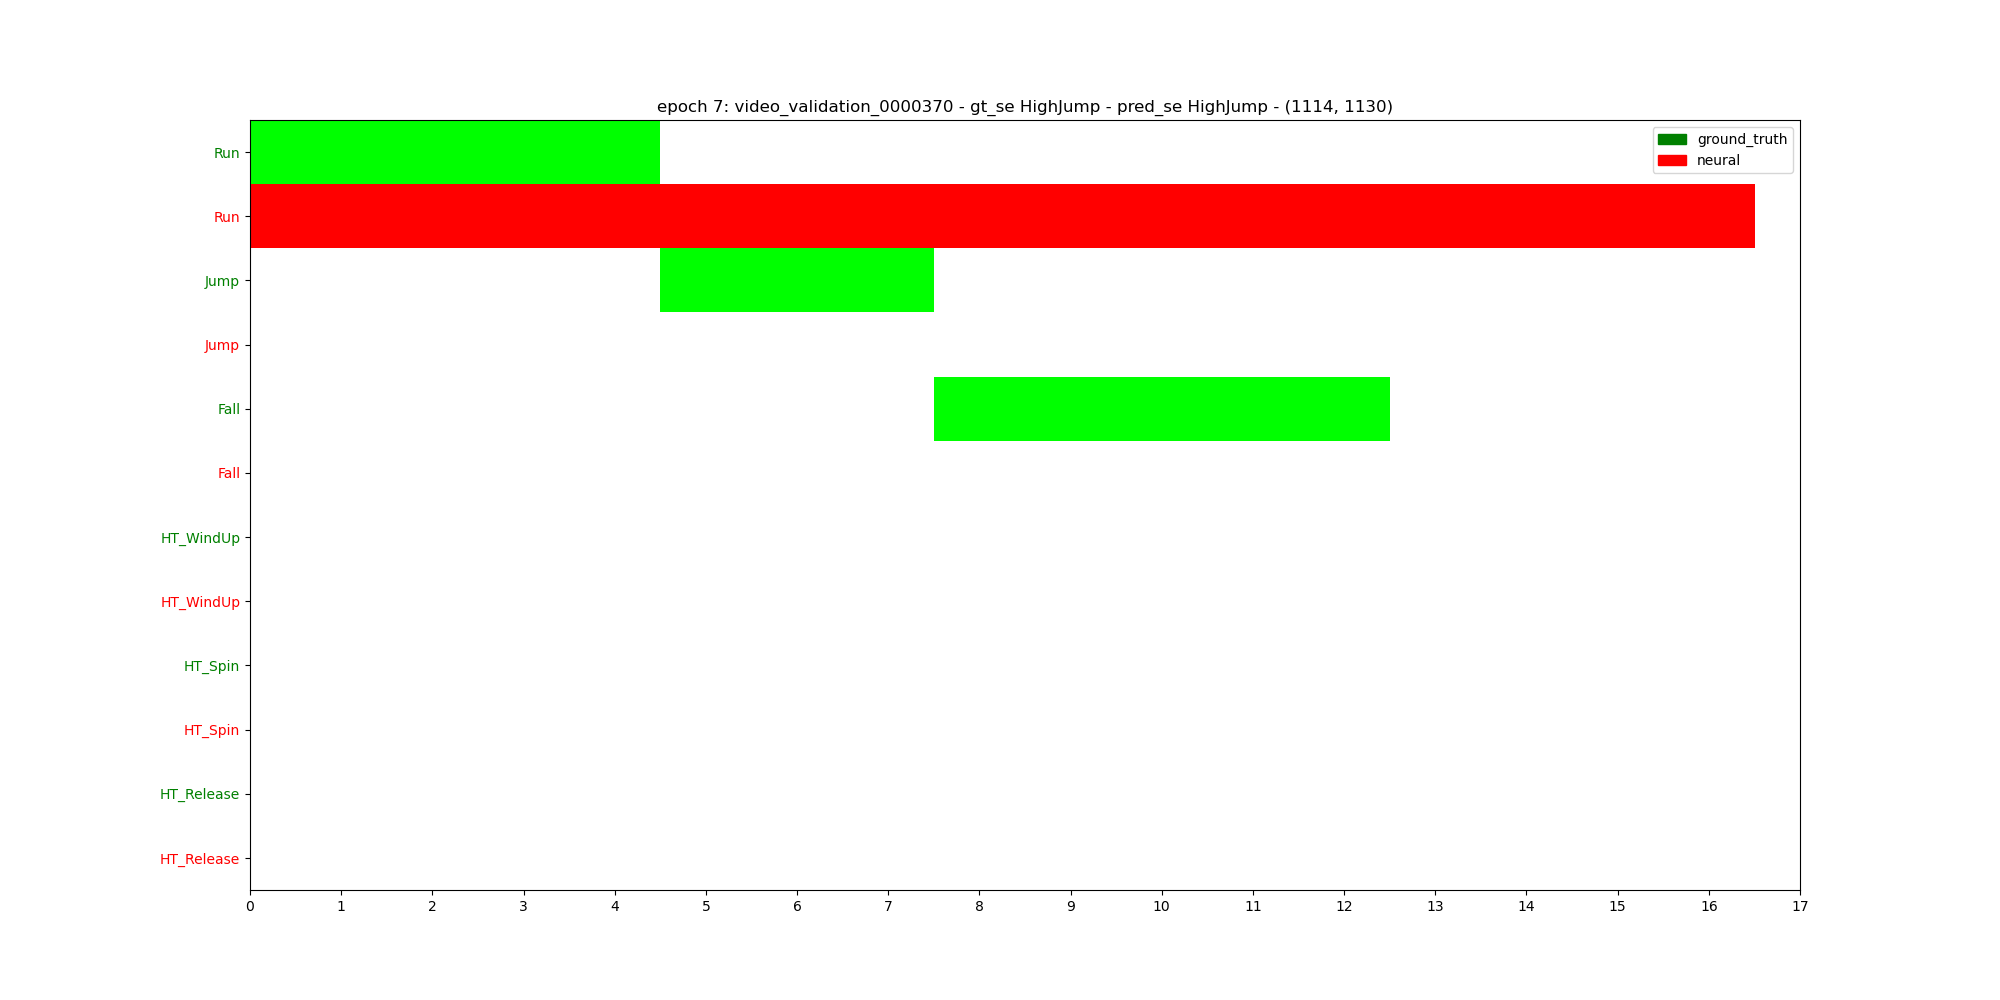 epoch 7: video_validation_0000370 - gt_se HighJump - pred_se HighJump - (1114, 1130)
ground_truth
neural
Run
Run
Jump
Jump
Fall
Fall
HT_WindUp
HT_WindUp
HT_Spin
HT_Spin
HT_Release
HT_Release
0 1 2 3 4 5 6 7 8 9 10 11 12 13 14 15 16 17